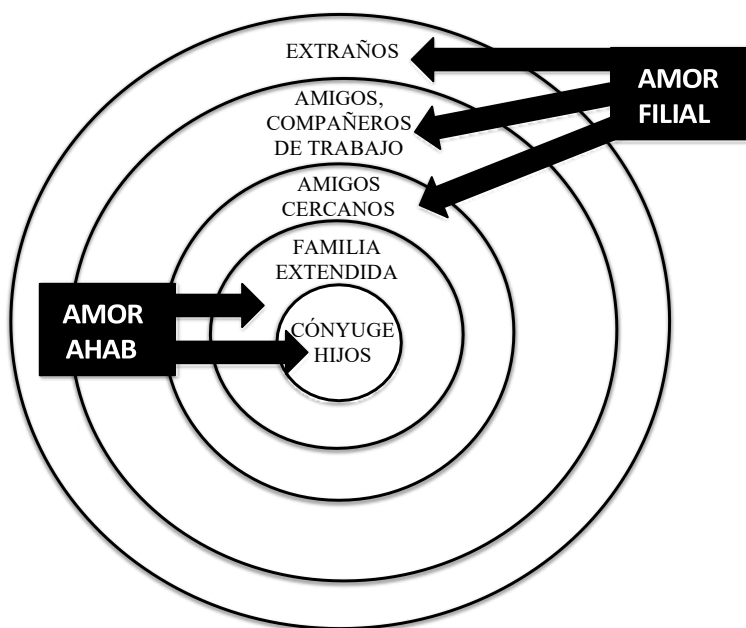 EXTRAÑOS
AMIGOS,
COMPAÑEROS
DE TRABAJO
AMIGOS
CERCANOS
FAMILIA
EXTENDIDA
CÓNYUGE
HIJOS
AMOR
FILIAL
AMOR
AHAB